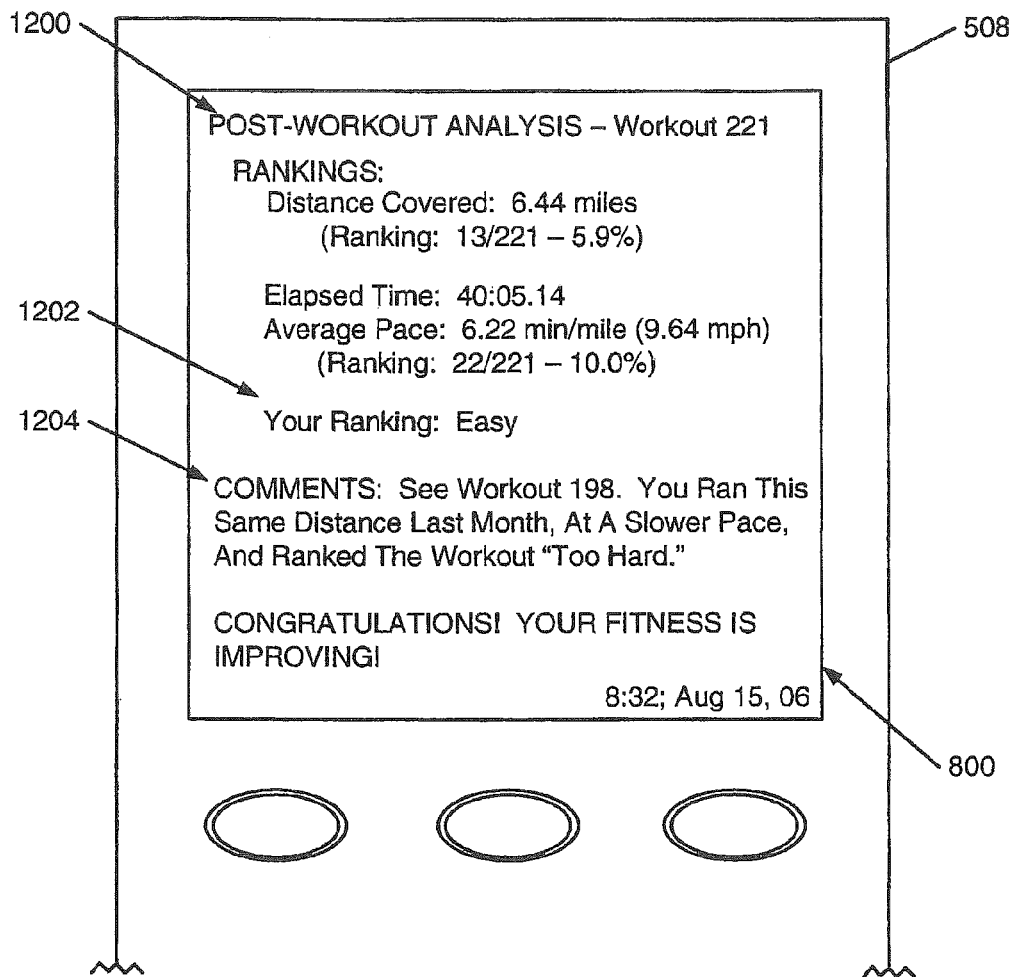 1200
508
POST-WORKOUT ANALYSIS – Workout 221
RANKINGS:
Distance Covered: 6.44 miles
(Ranking: 13/221 – 5.9%)
Elapsed Time: 40:05.14
1202
Average Pace: 6.22 min/mile (9.64 mph)
(Ranking: 22/221 – 10.0%)
Your Ranking: Easy
1204
COMMENTS: See Workout 198. You Ran This
Same Distance Last Month, At A Slower Pace,
And Ranked The Workout “Too Hard.”
CONGRATULATIONS! YOUR FITNESS IS
IMPROVING!
8:32; Aug 15, 06
800